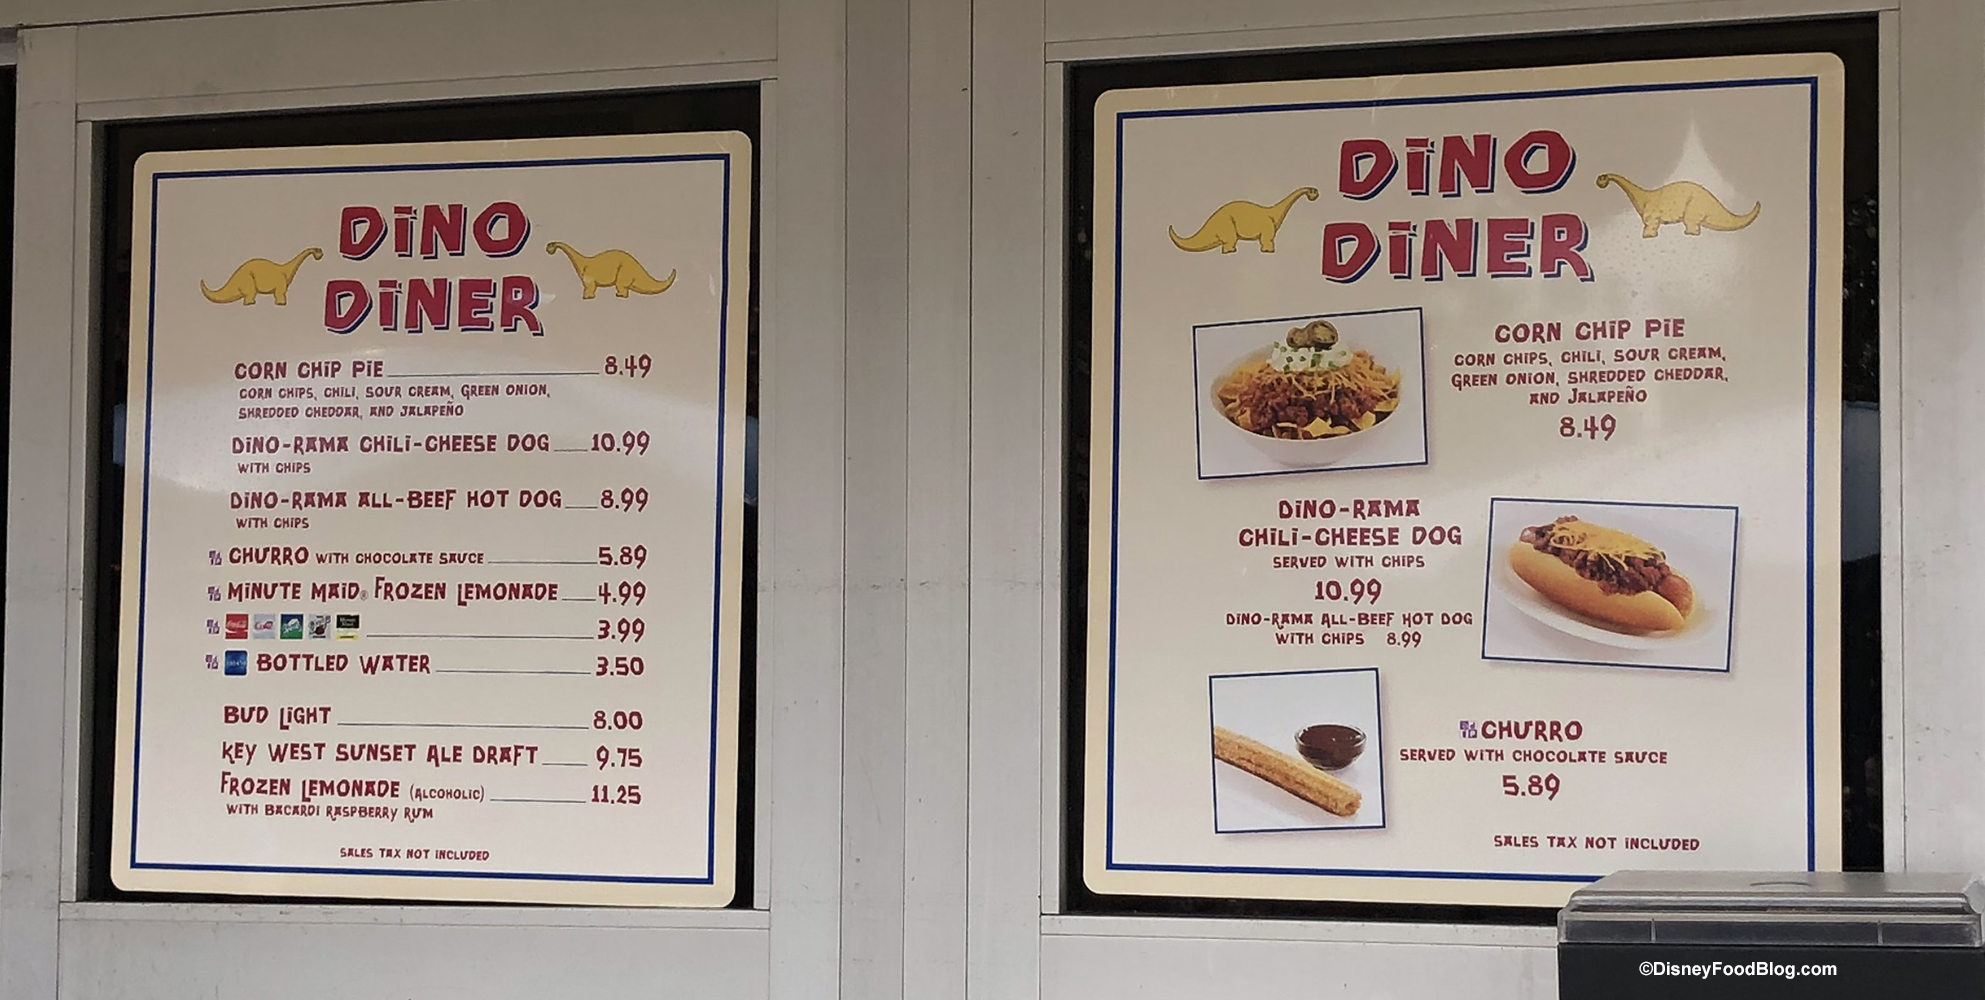 DINO
DINER
CORN CHIP PIE 8.49
CORN CHIPS, CHILI, SOUR CREAM, GREEN ONION,
SHREDDED CHEDDAR, AND JALAPEÑO
DINO-RAMA CHILI-CHEESE DOG 10.99
WITH CHIPS
DINO-RAMA ALL-BEEF HOT DOG 8.99
WITH CHIPS
CHURRO WITH CHOCOLATE SAUCE 5.89
MINUTE MAID® FROZEN LEMONADE 4.99
3.99
BOTTLED WATER 3.50
BUD LIGHT 8.00
KEY WEST SUNSET ALE DRAFT 9.75
FROZEN LEMONADE (ALCOHOLIC) 11.25
WITH BACARDI RASPBERRY RUM
SALES TAX NOT INCLUDED
DINO
DINER
CORN CHIP PIE
CORN CHIPS, CHILI, SOUR CREAM,
GREEN ONION, SHREDDED CHEDDAR,
AND JALAPEÑO
8.49
DINO-RAMA
CHILI-CHEESE DOG
SERVED WITH CHIPS
10.99
DINO-RAMA ALL-BEEF HOT DOG
WITH CHIPS 8.99
CHURRO
SERVED WITH CHOCOLATE SAUCE
5.89
SALES TAX NOT INCLUDED
©DisneyFoodBlog.com